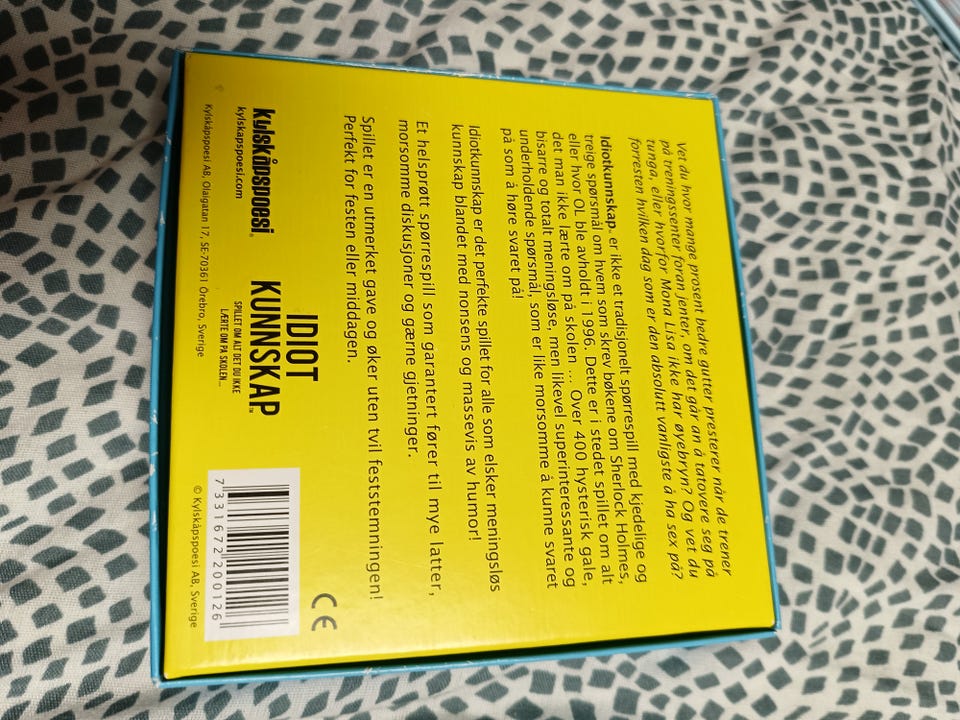 Vet du hvor mange prosent bedre gutter presterer når de trener
på treningssenter foran jenter, om det går an å tatovere seg på
tunga, eller hvorfor Mona Lisa ikke har øyebryn? Og vet du
forresten hvilken dag som er den absolutt vanligste å ha sex på?
Idiotkunnskap™ er ikke et tradisjonelt spørrespill med kjedelige og
treige spørsmål om hvem som skrev bøkene om Sherlock Holmes,
eller hvor OL ble avholdt i 1996. Dette er i stedet spillet om alt
det man ikke lærte om på skolen ... Over 400 hysterisk gale,
bisarre og totalt meningsløse, men likevel superinteressante og
underholdende spørsmål, som er like morsomme å kunne svaret
på som å høre svaret på!
Idiotkunnskap er det perfekte spillet for alle som elsker meningsløs
kunnskap blandet med nonsens og massevis av humor!
Et helsprøtt spørrespill som garantert fører til mye latter,
morsomme diskusjoner og gærne gjetninger.
Spillet er en utmerket gave og øker uten tvil feststemningen!
Perfekt for festen eller middagen.
kylskåpspoesi®
kylskapspoesi.com
Kylskåpspoesi AB, Olaigatan 17, SE-70361 Örebro, Sverige
IDIOT
KUNNSKAP™
SPILLET OM ALT DET DU IKKE
LÆRTE OM PÅ SKOLEN...
CE
7 331672 200126
© Kylskåpspoesi AB, Sverige